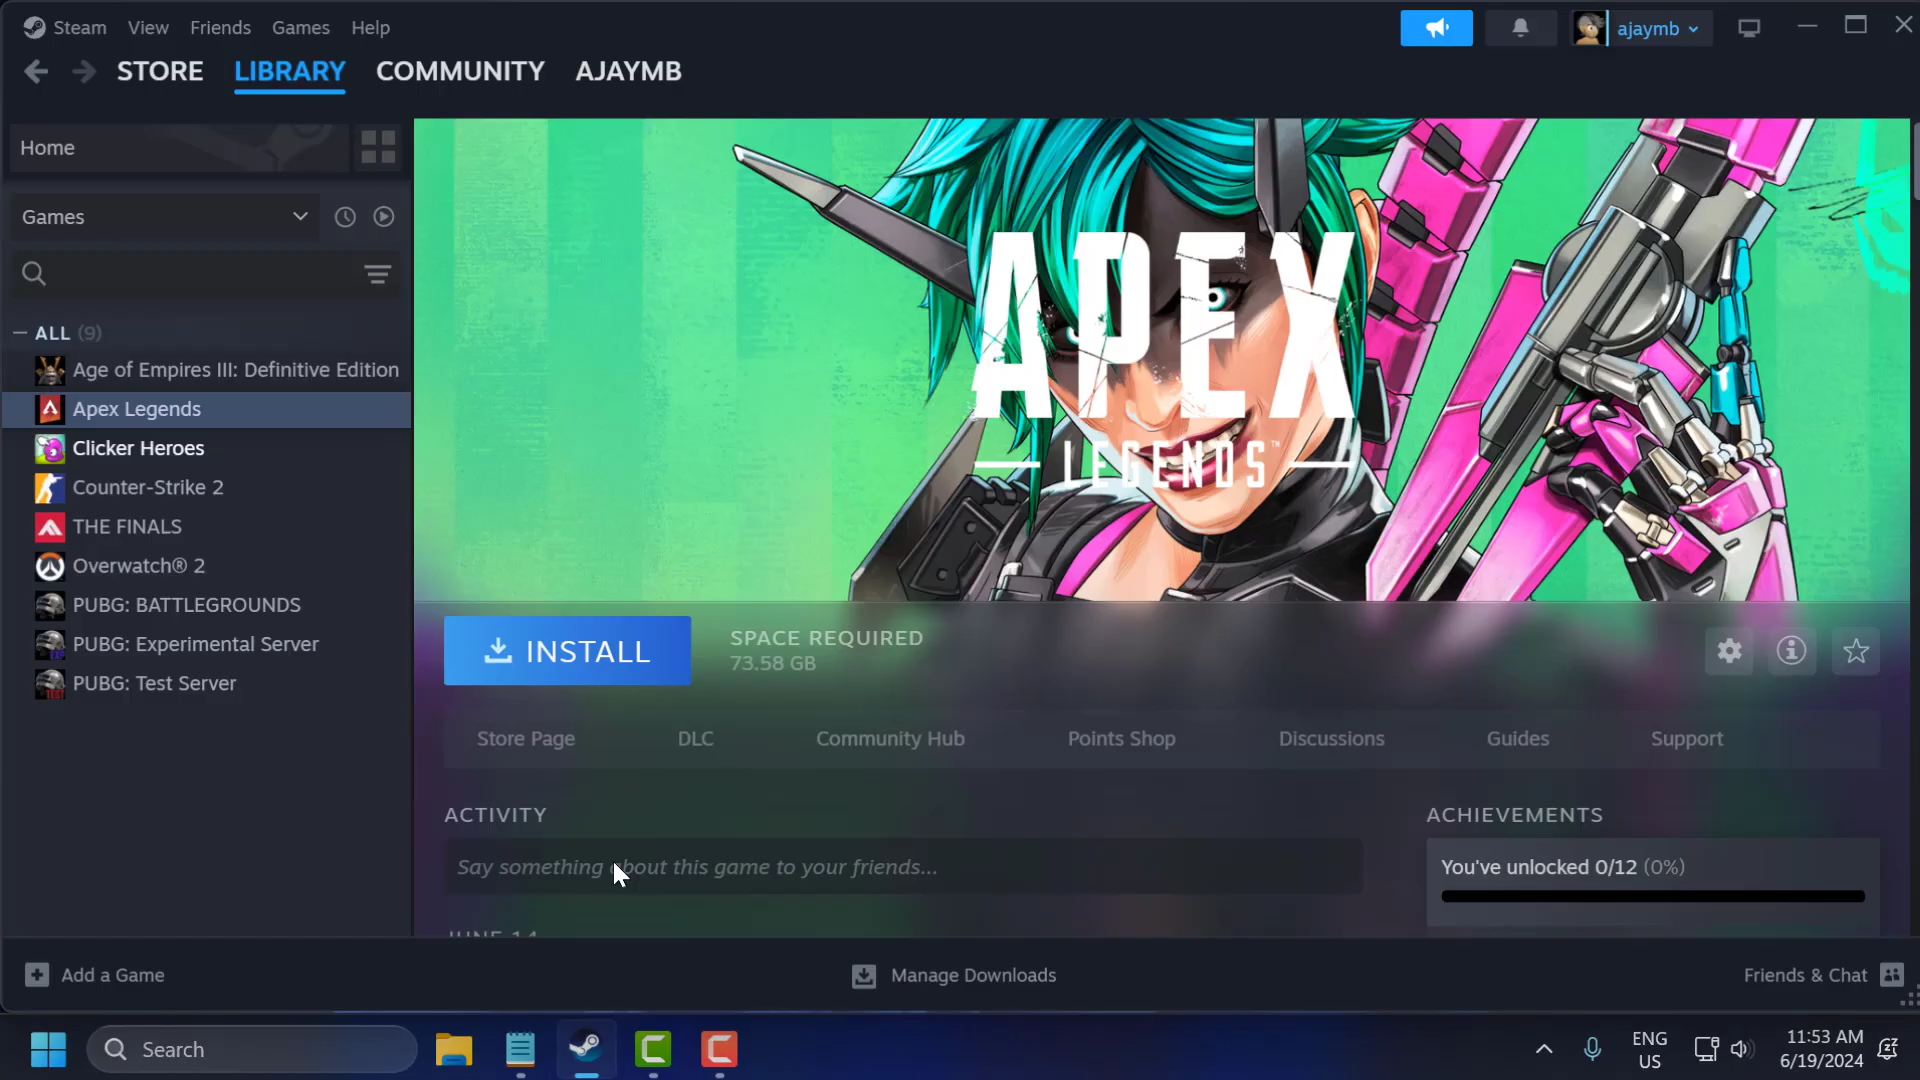 Steam View Friends Games Help
ajaymb
STORE LIBRARY COMMUNITY AJAYMB
Home
Games
ALL (9)
Age of Empires III: Definitive Edition
Apex Legends
Clicker Heroes
Counter-Strike 2
THE FINALS
Overwatch® 2
PUBG: BATTLEGROUNDS
PUBG: Experimental Server
PUBG: Test Server
APEX
LEGENDS™
INSTALL
SPACE REQUIRED
73.58 GB
Store Page DLC Community Hub Points Shop Discussions Guides Support
ACTIVITY
Say something about this game to your friends...
JUNE 14
ACHIEVEMENTS
You've unlocked 0/12 (0%)
Add a Game
Manage Downloads
Friends & Chat
Search
ENG
US
11:53 AM
6/19/2024